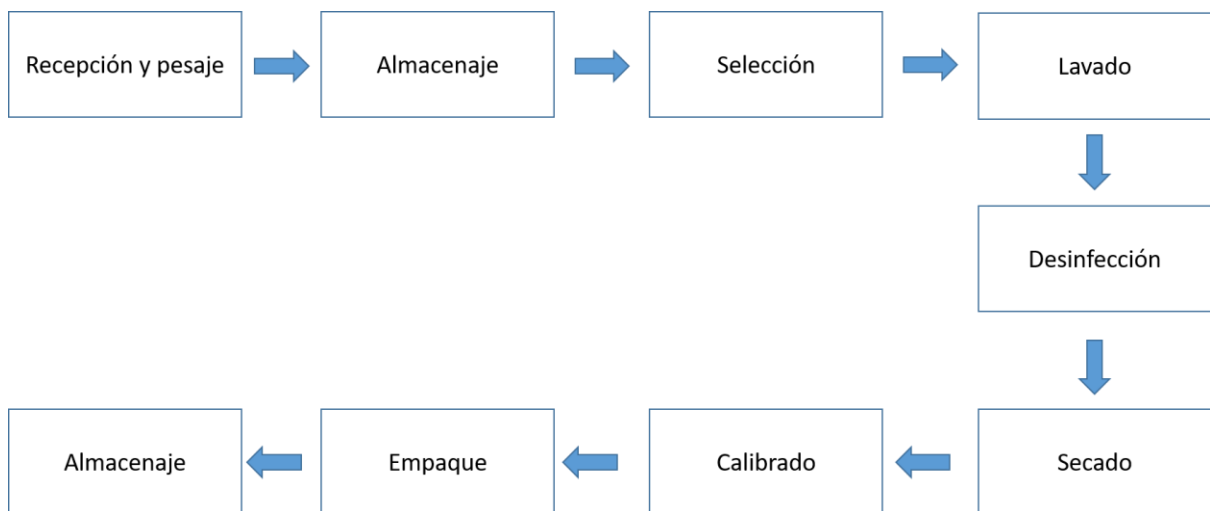 Recepción y pesaje
Almacenaje
Selección
Lavado
Desinfección
Secado
Calibrado
Empaque
Almacenaje